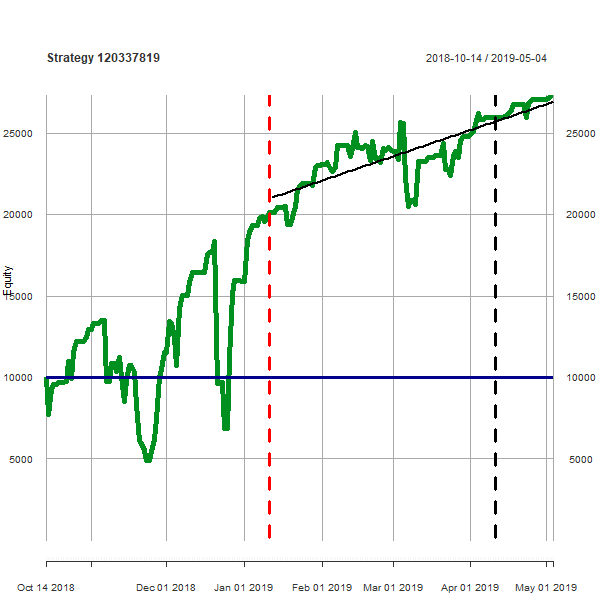 Strategy 120337819
2018-10-14 / 2019-05-04
Equity
25000 25000
20000 20000
15000 15000
10000 10000
5000 5000
Oct 14 2018 Dec 01 2018 Jan 01 2019 Feb 01 2019 Mar 01 2019 Apr 01 2019 May 01 2019